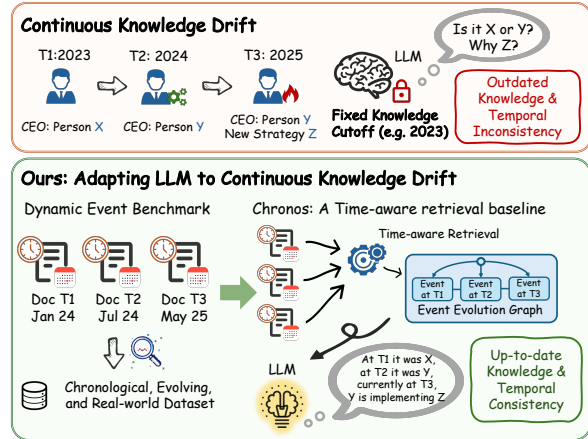 Continuous Knowledge Drift
T1:2023
T2: 2024
T3: 2025
CEO: Person X
CEO: Person Y
CEO: Person Y
New Strategy Z
LLM
Fixed Knowledge
Cutoff (e.g. 2023)
Is it X or Y?
Why Z?
Outdated
Knowledge &
Temporal
Inconsistency
Ours: Adapting LLM to Continuous Knowledge Drift
Dynamic Event Benchmark
Doc T1
Jan 24
Doc T2
Jul 24
Doc T3
May 25
Chronological, Evolving,
and Real-world Dataset
Chronos: A Time-aware retrieval baseline
Time-aware Retrieval
Event
at T1
Event
at T2
Event
at T3
Event Evolution Graph
LLM
At T1 it was X,
at T2 it was Y,
currently at T3,
Y is implementing Z
Up-to-date
Knowledge &
Temporal
Consistency